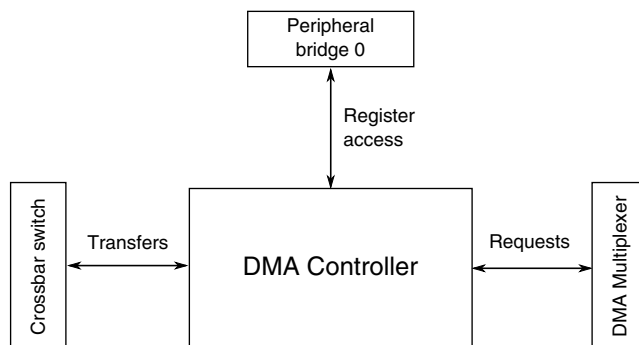 Peripheral
bridge 0
Register
access
Crossbar switch
Transfers
DMA Controller
Requests
DMA Multiplexer